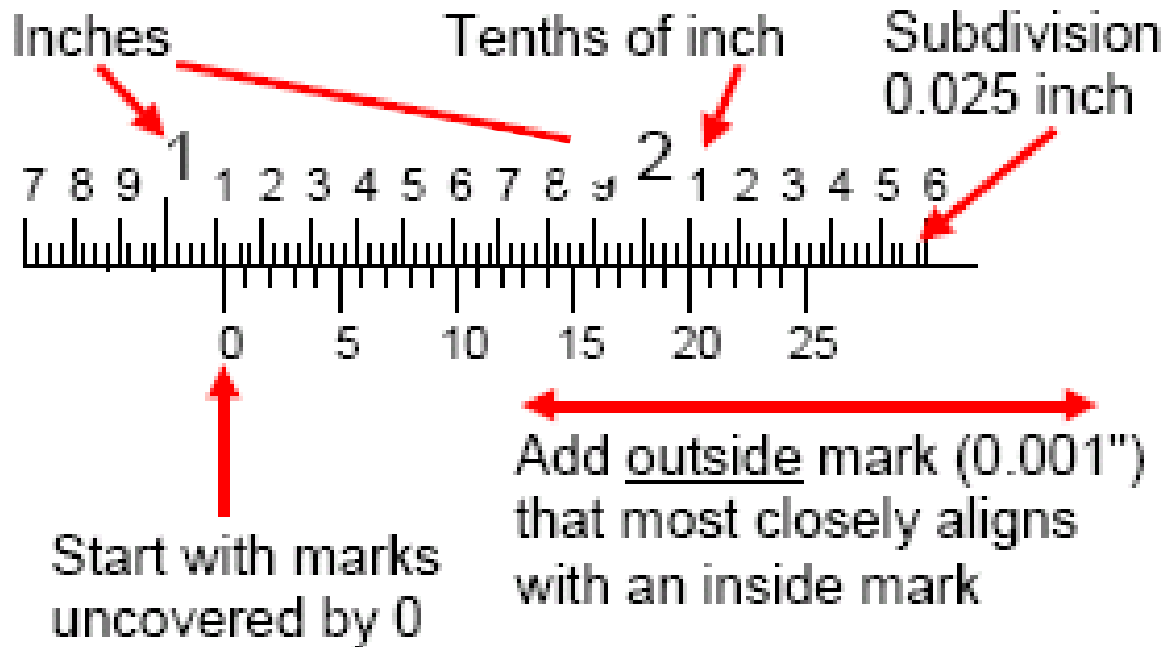 Inches
Tenths of inch
Subdivision
0.025 inch
1 2
7 8 9 1 2 3 4 5 6 7 8 9 1 2 3 4 5 6
0 5 10 15 20 25
Add outside mark (0.001")
that most closely aligns
with an inside mark
Start with marks
uncovered by 0